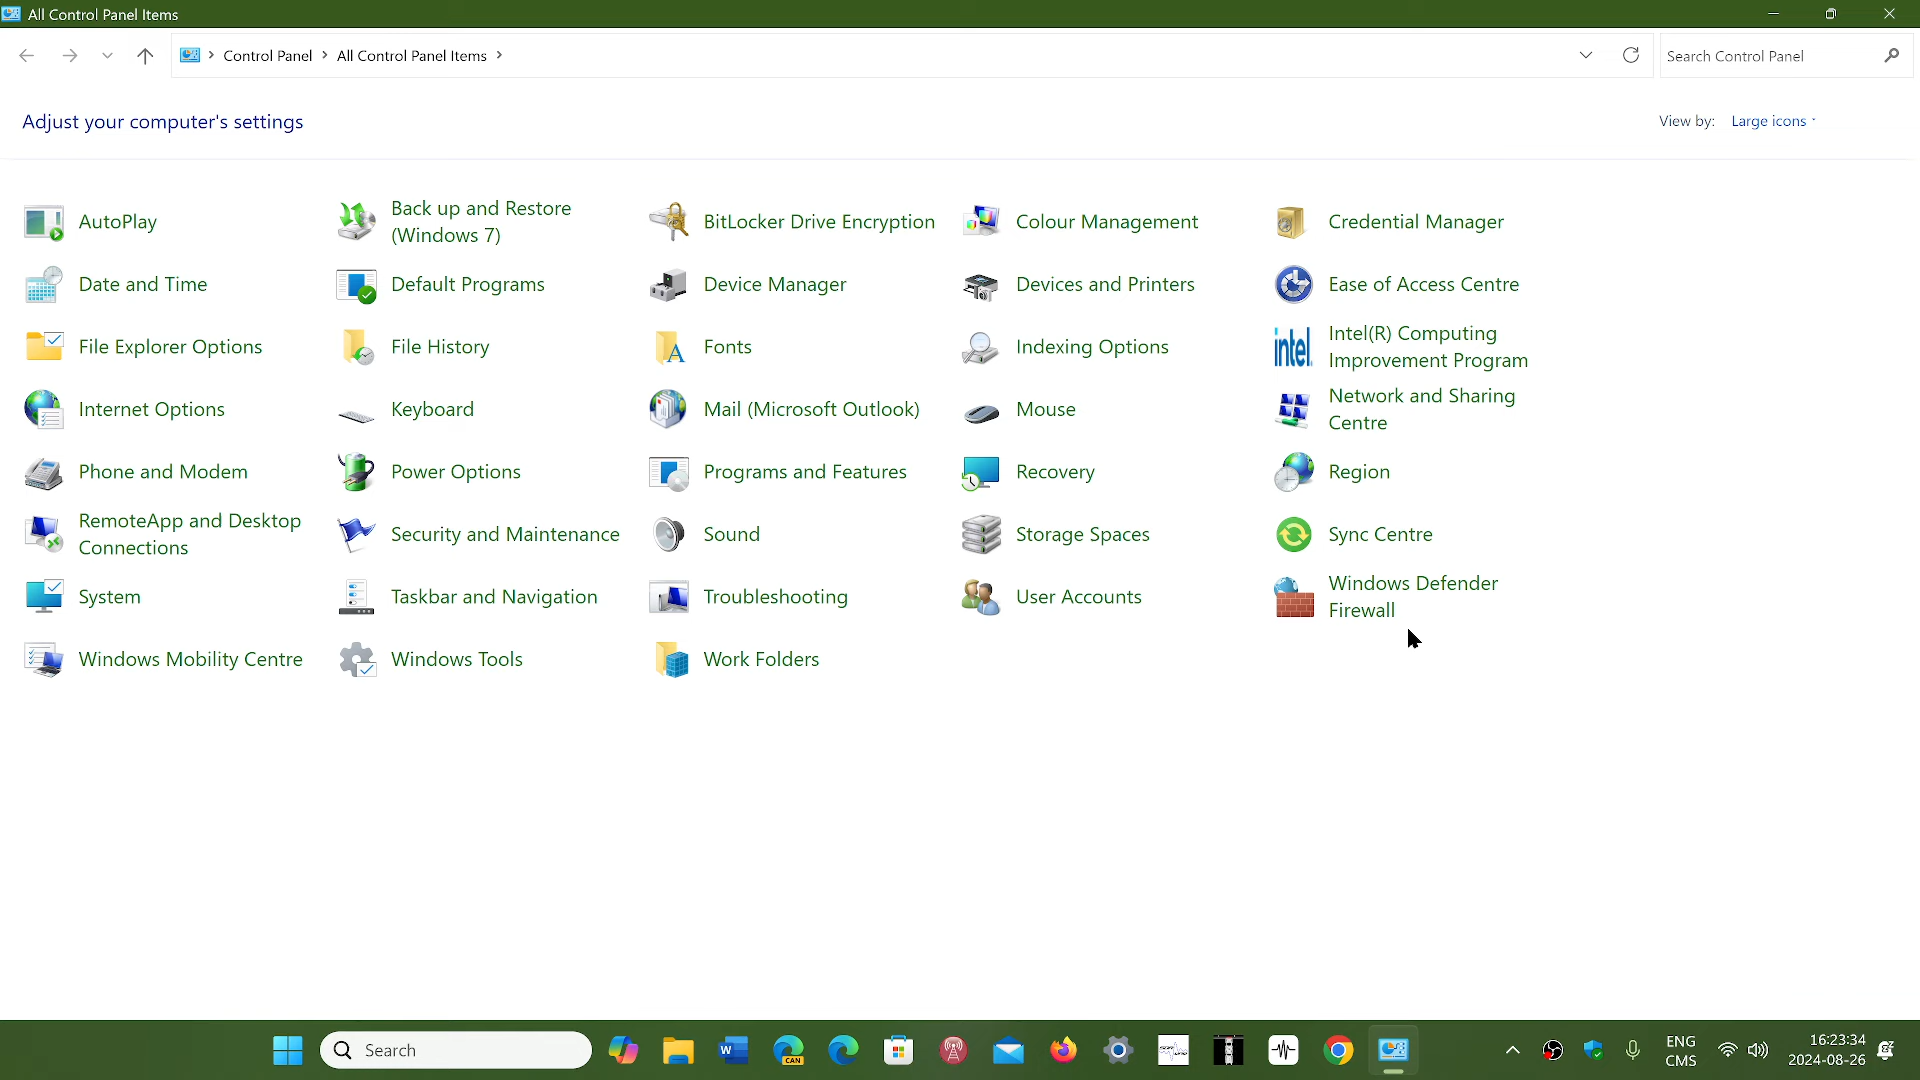 All Control Panel Items
Control Panel > All Control Panel Items >
Search Control Panel
Adjust your computer's settings
View by: Large icons
AutoPlay
Back up and Restore
(Windows 7)
BitLocker Drive Encryption
Colour Management
Credential Manager
Date and Time
Default Programs
Device Manager
Devices and Printers
Ease of Access Centre
File Explorer Options
File History
Fonts
Indexing Options
intel.
Intel(R) Computing
Improvement Program
Internet Options
Keyboard
Mail (Microsoft Outlook)
Mouse
Network and Sharing
Centre
Phone and Modem
Power Options
Programs and Features
Recovery
Region
RemoteApp and Desktop
Connections
Security and Maintenance
Sound
Storage Spaces
Sync Centre
System
Taskbar and Navigation
Troubleshooting
User Accounts
Windows Defender
Firewall
Windows Mobility Centre
Windows Tools
Work Folders
Search
W
CAN
ENG
CMS
16:23:34
2024-08-26